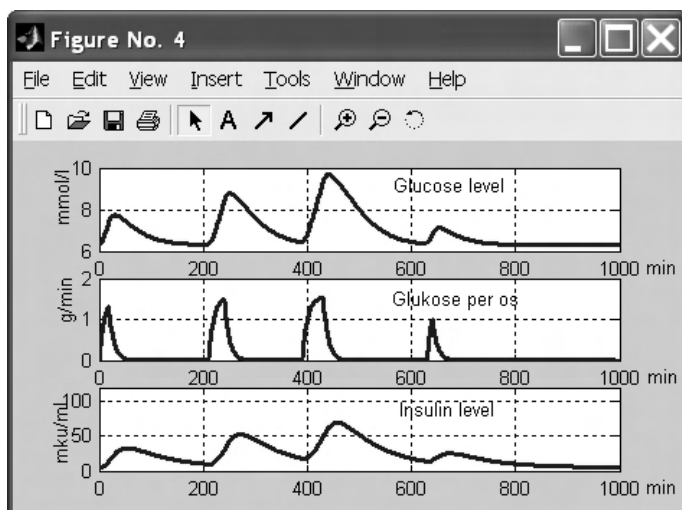 Figure No. 4
File Edit View Insert Tools Window Help
A
10
8
6
mmol/l
Glucose level
0 200 400 600 800 1000 min
2
1
0
g/min
Glukose per os
0 200 400 600 800 1000 min
100
50
0
mku/mL
Insulin level
0 200 400 600 800 1000 min